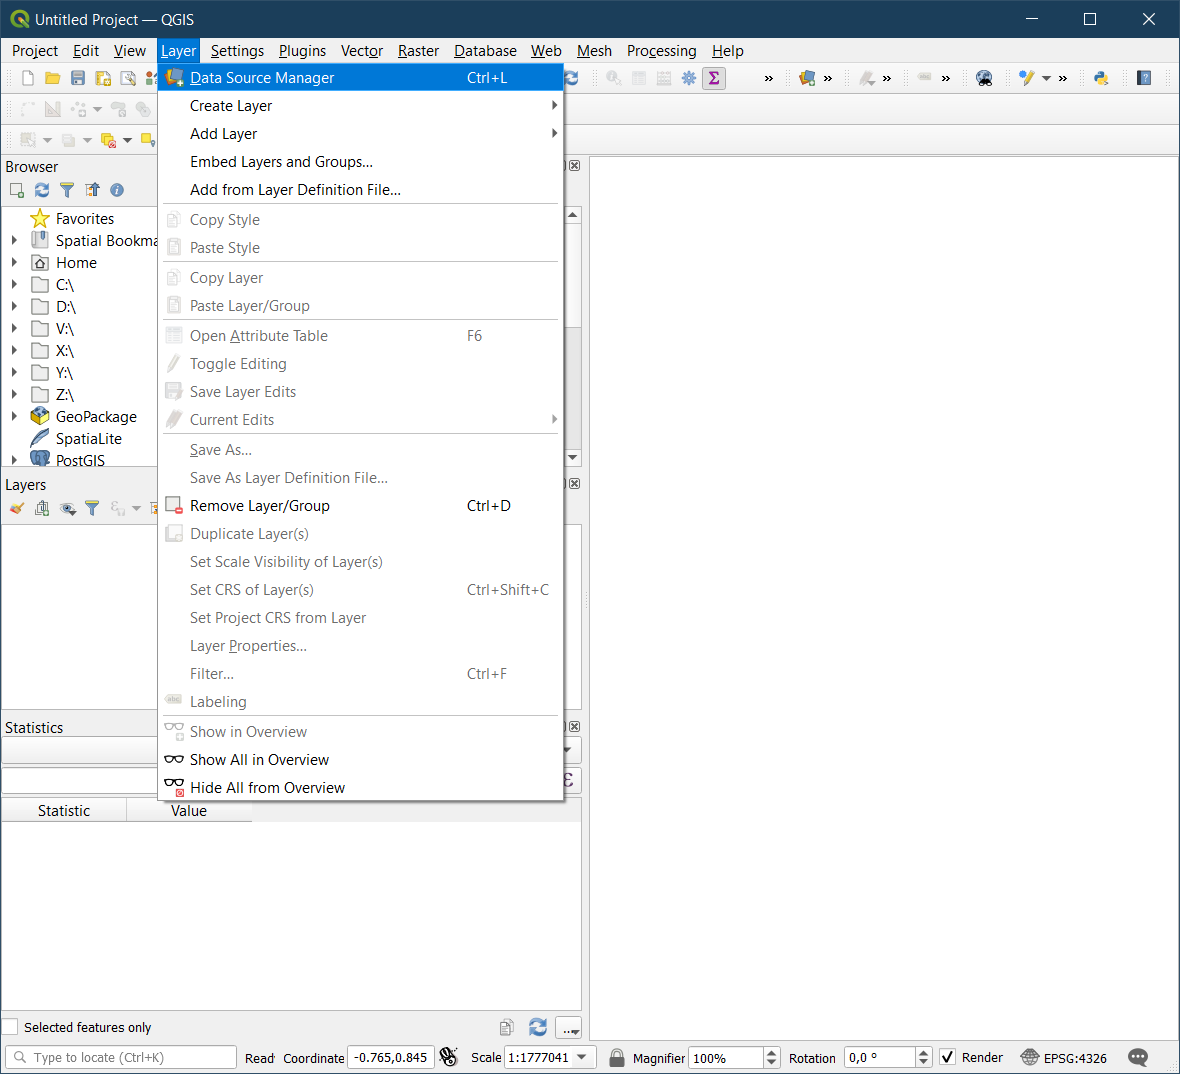 Untitled Project — QGIS
Project Edit View Layer Settings Plugins Vector Raster Database Web Mesh Processing Help
Data Source Manager Ctrl+L
Create Layer
Add Layer
Embed Layers and Groups...
Add from Layer Definition File...
Copy Style
Paste Style
Copy Layer
Paste Layer/Group
Open Attribute Table F6
Toggle Editing
Save Layer Edits
Current Edits
Save As...
Save As Layer Definition File...
Remove Layer/Group Ctrl+D
Duplicate Layer(s)
Set Scale Visibility of Layer(s)
Set CRS of Layer(s) Ctrl+Shift+C
Set Project CRS from Layer
Layer Properties...
Filter... Ctrl+F
Labeling
Show in Overview
Show All in Overview
Hide All from Overview
Browser
Favorites
Spatial Bookma
Home
C:\
D:\
V:\
X:\
Y:\
Z:\
GeoPackage
SpatiaLite
PostGIS
Layers
Statistics
Statistic Value
Selected features only
Type to locate (Ctrl+K) Read Coordinate -0.765,0.845 Scale 1:1777041 Magnifier 100% Rotation 0,0 ° Render EPSG:4326